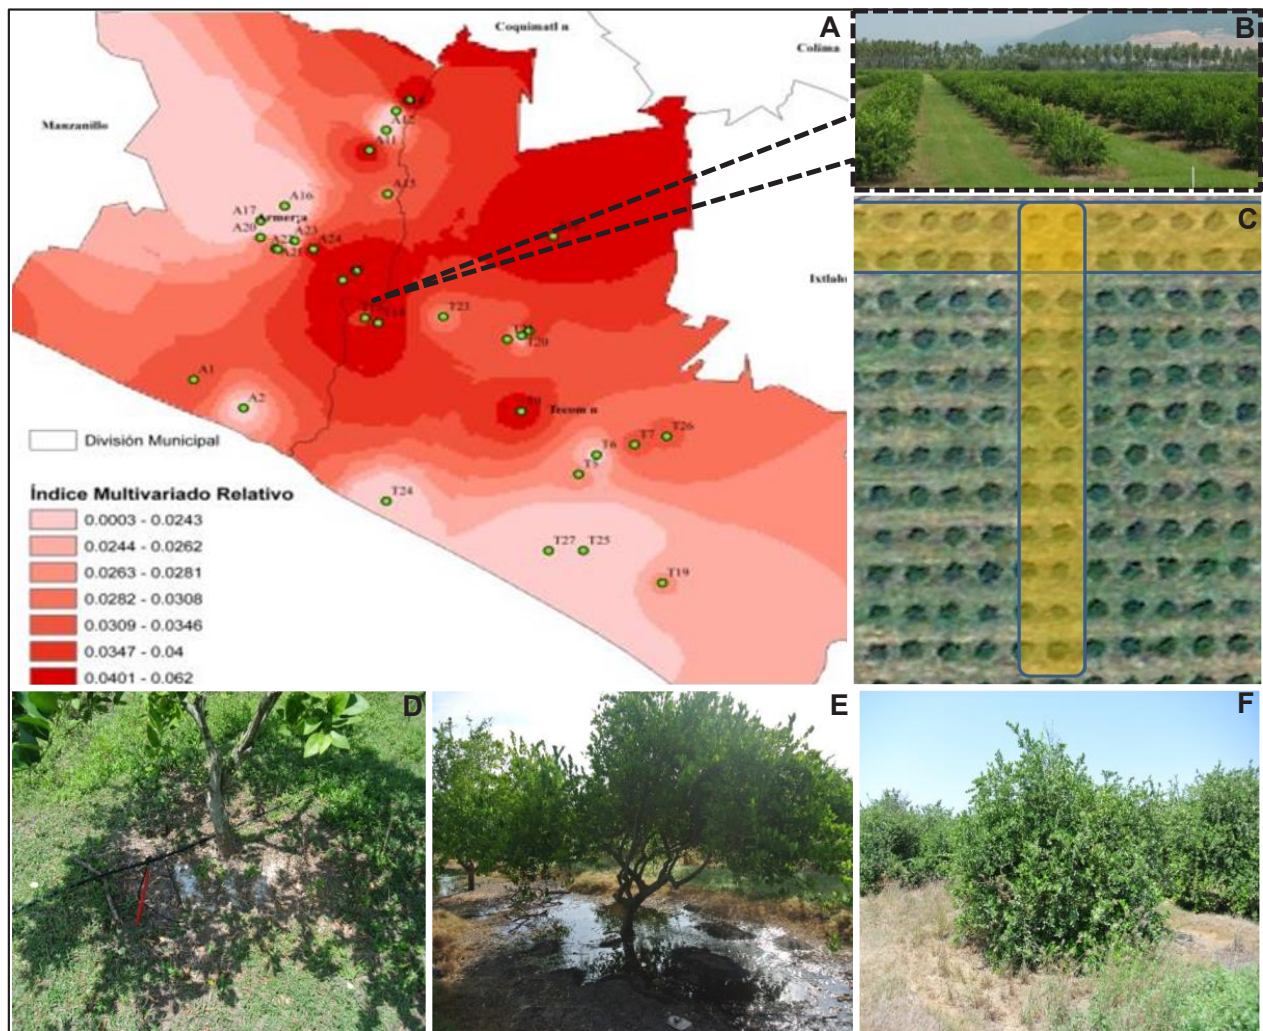 A
B
Coquimatl n
Colima
Manzanillo
A12
A11
A15
C
A16
A17
Armer:a
A20
A23
A24
A21
Ixtlah
T23
T20
A1
A2
Tecom n
T26
T7
T6
T5
División Municipal
T24
Índice Multivariado Relativo
0.0003 - 0.0243
0.0244 - 0.0262
0.0263 - 0.0281
0.0282 - 0.0308
0.0309 - 0.0346
0.0347 - 0.04
0.0401 - 0.062
T27
T25
T19
D
E
F